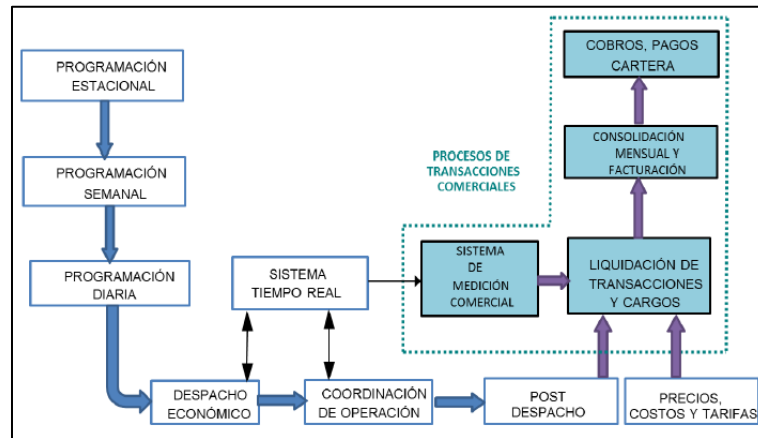 PROGRAMACIÓN
ESTACIONAL
PROGRAMACIÓN
SEMANAL
PROGRAMACIÓN
DIARIA
DESPACHO
ECONÓMICO
SISTEMA
TIEMPO REAL
COORDINACIÓN
DE OPERACIÓN
POST
DESPACHO
PRECIOS,
COSTOS Y TARIFAS
PROCESOS DE
TRANSACCIONES
COMERCIALES
SISTEMA
DE
MEDICIÓN
COMERCIAL
LIQUIDACIÓN DE
TRANSACCIONES
Y CARGOS
CONSOLIDACIÓN
MENSUAL Y
FACTURACIÓN
COBROS, PAGOS
CARTERA